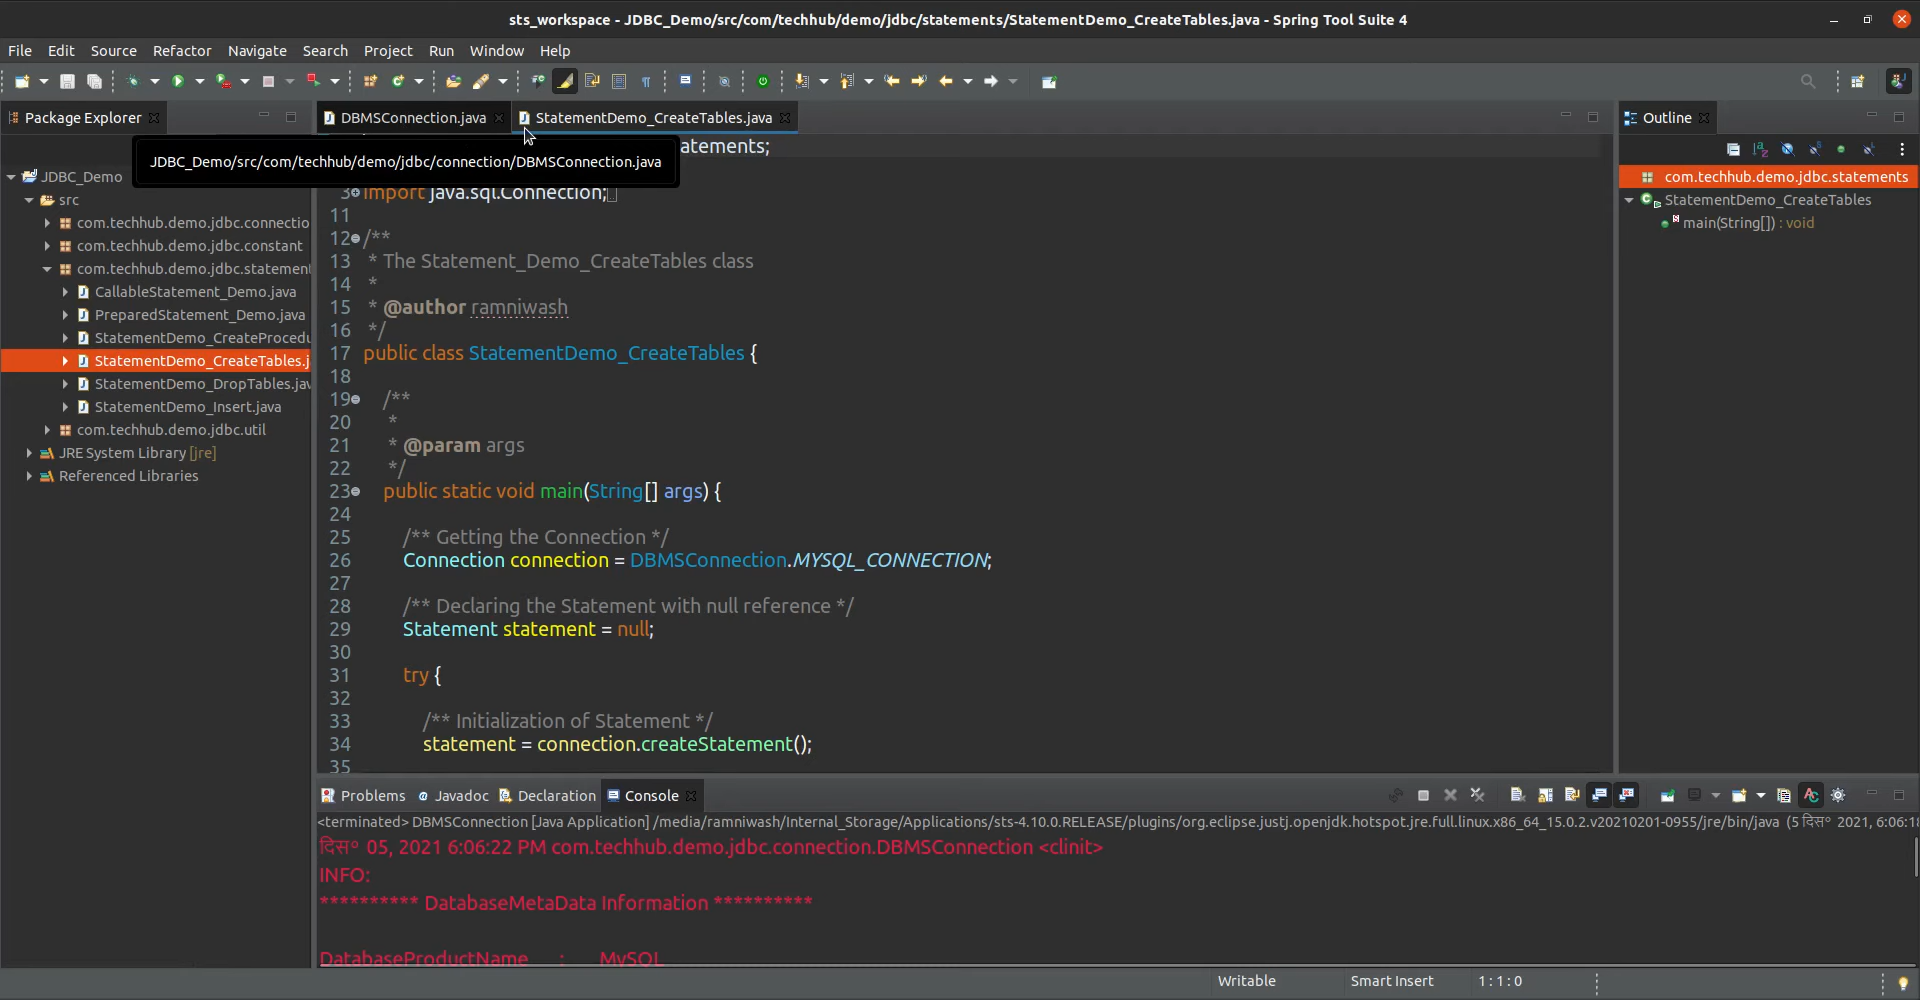 sts_workspace - JDBC_Demo/src/com/techhub/demo/jdbc/statements/StatementDemo_CreateTables.java - Spring Tool Suite 4
File Edit Source Refactor Navigate Search Project Run Window Help
Package Explorer
JDBC_Demo
src
com.techhub.demo.jdbc.connectio
com.techhub.demo.jdbc.constant
com.techhub.demo.jdbc.statement
CallableStatement_Demo.java
PreparedStatement_Demo.java
StatementDemo_CreateProcedu
StatementDemo_CreateTables.j
StatementDemo_DropTables.jav
StatementDemo_Insert.java
com.techhub.demo.jdbc.util
JRE System Library [jre]
Referenced Libraries
DBMSConnection.java StatementDemo_CreateTables.java
JDBC_Demo/src/com/techhub/demo/jdbc/connection/DBMSConnection.java
atements;
3 import java.sql.Connection;
11
12 /**
13 * The Statement_Demo_CreateTables class
14 *
15 * @author ramniwash
16 */
17 public class StatementDemo_CreateTables {
18
19 /**
20 *
21 * @param args
22 */
23 public static void main(String[] args) {
24
25 /** Getting the Connection */
26 Connection connection = DBMSConnection.MYSQL_CONNECTION;
27
28 /** Declaring the Statement with null reference */
29 Statement statement = null;
30
31 try {
32
33 /** Initialization of Statement */
34 statement = connection.createStatement();
35
Outline
com.techhub.demo.jdbc.statements
StatementDemo_CreateTables
main(String[]) : void
Problems Javadoc Declaration Console
<terminated> DBMSConnection [Java Application] /media/ramniwash/Internal_Storage/Applications/sts-4.10.0.RELEASE/plugins/org.eclipse.justj.openjdk.hotspot.jre.full.linux.x86_64_15.0.2.v20210201-0955/jre/bin/java (5 दिस॰ 2021, 6:06:18
दिस॰ 05, 2021 6:06:22 PM com.techhub.demo.jdbc.connection.DBMSConnection <clinit>
INFO:
********** DatabaseMetaData Information **********
DatabaseProductName : MySQL
Writable Smart Insert 1 : 1 : 0